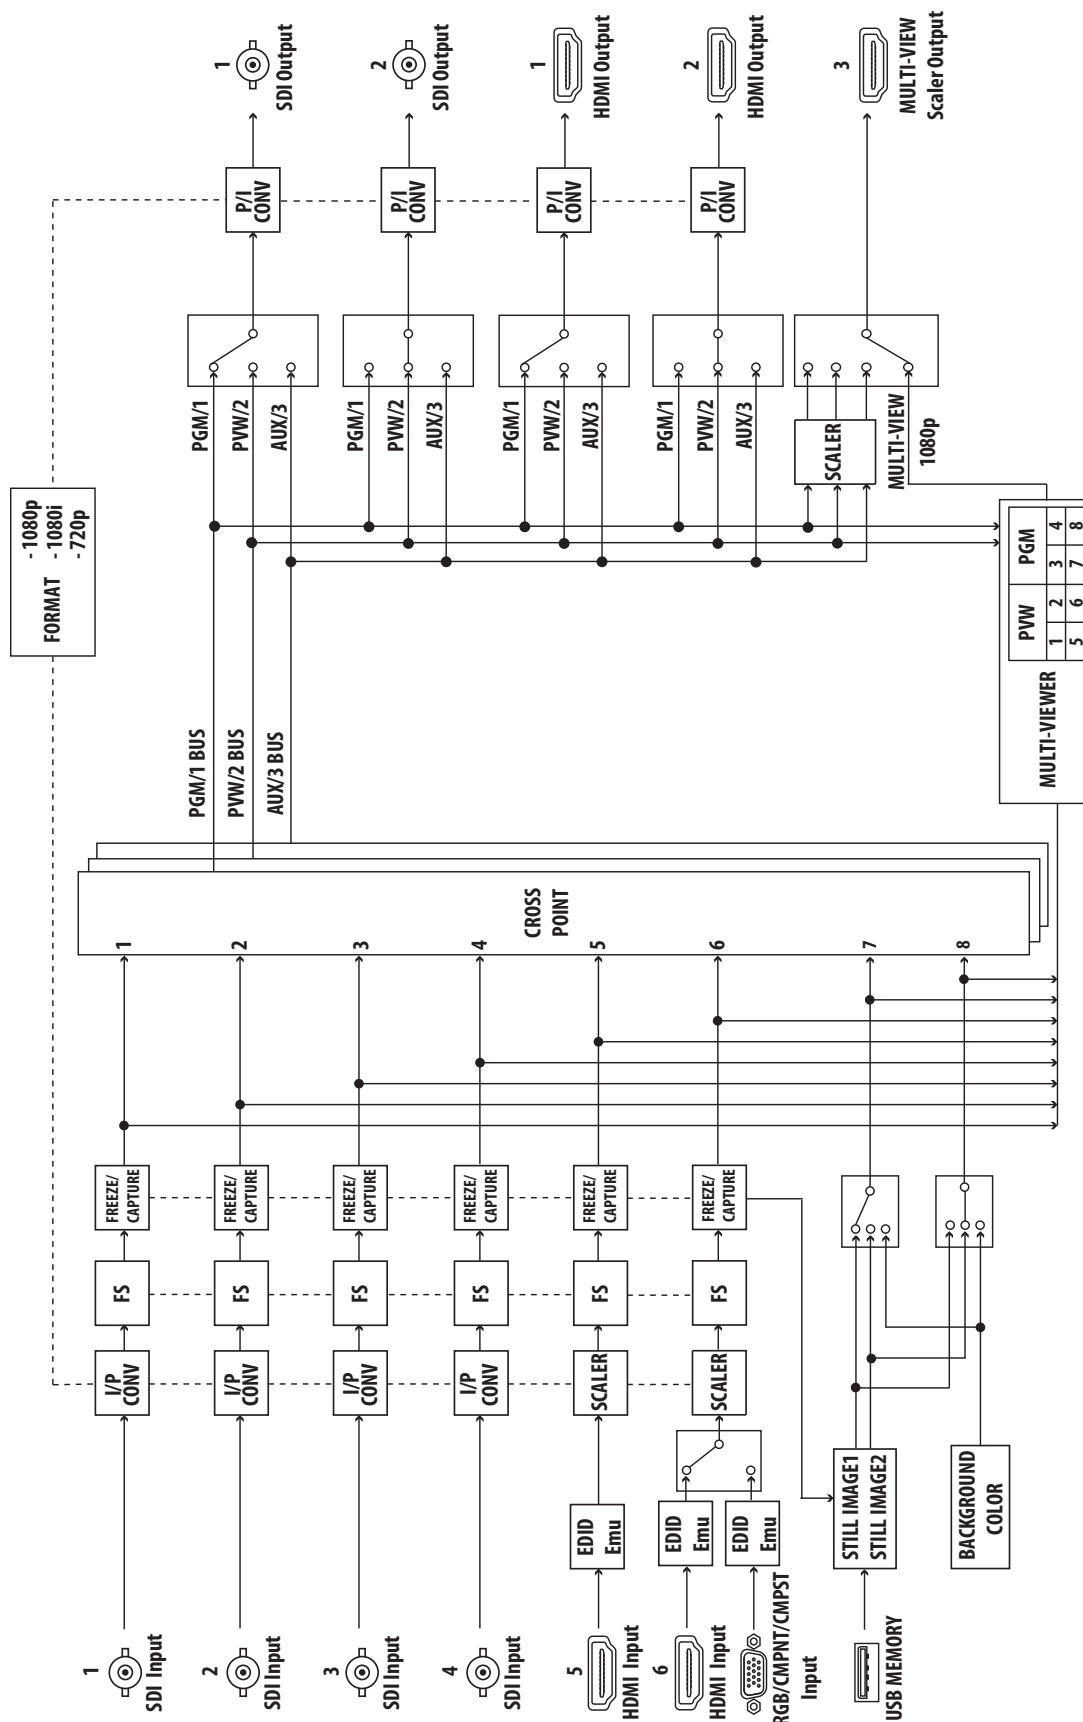 1
SDI Input
2
SDI Input
3
SDI Input
4
SDI Input
5
HDMI Input
6
HDMI Input
RGB/CMPNT/CMPST
Input
USB MEMORY
EDID
Emu
EDID
Emu
EDID
Emu
STILL IMAGE1
STILL IMAGE2
BACKGROUND
COLOR
I/P
CONV
I/P
CONV
I/P
CONV
I/P
CONV
SCALER
SCALER
FS
FS
FS
FS
FS
FS
FREEZE/
CAPTURE
FREEZE/
CAPTURE
FREEZE/
CAPTURE
FREEZE/
CAPTURE
FREEZE/
CAPTURE
FREEZE/
CAPTURE
1
2
3
4
5
6
7
8
CROSS
POINT
FORMAT
- 1080p
- 1080i
- 720p
PGM/1 BUS
PVW/2 BUS
AUX/3 BUS
MULTI-VIEWER
PVW
PGM
1 2 3 4
5 6 7 8
PGM/1
PVW/2
AUX/3
PGM/1
PVW/2
AUX/3
PGM/1
PVW/2
AUX/3
PGM/1
PVW/2
AUX/3
SCALER
MULTI-VIEW
1080p
P/I
CONV
P/I
CONV
P/I
CONV
P/I
CONV
1
SDI Output
2
SDI Output
1
HDMI Output
2
HDMI Output
3
MULTI-VIEW
Scaler Output